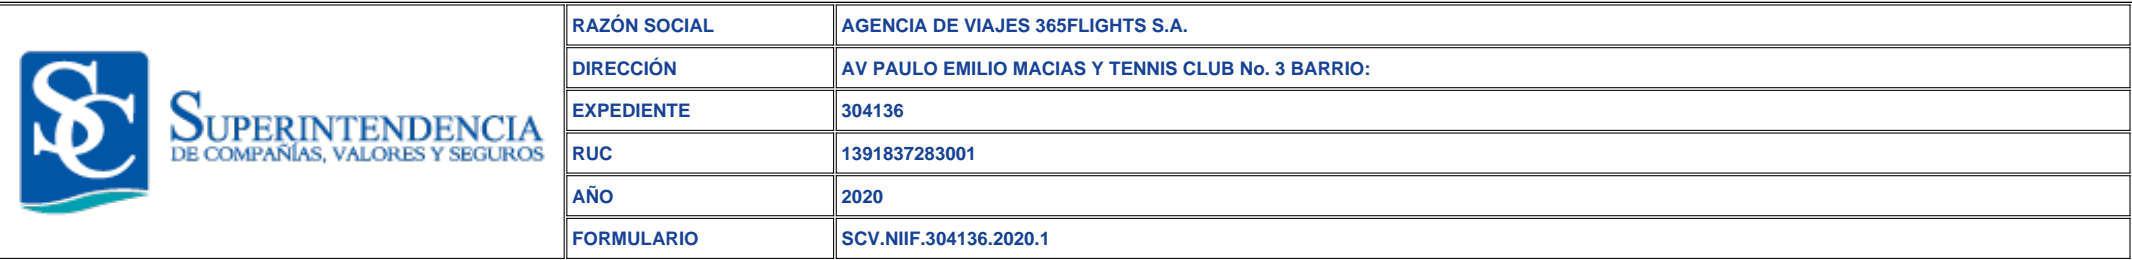 SC
SUPERINTENDENCIA
DE COMPAÑÍAS, VALORES Y SEGUROS
RAZÓN SOCIAL AGENCIA DE VIAJES 365FLIGHTS S.A.
DIRECCIÓN AV PAULO EMILIO MACIAS Y TENNIS CLUB No. 3 BARRIO:
EXPEDIENTE 304136
RUC 1391837283001
AÑO 2020
FORMULARIO SCV.NIIF.304136.2020.1